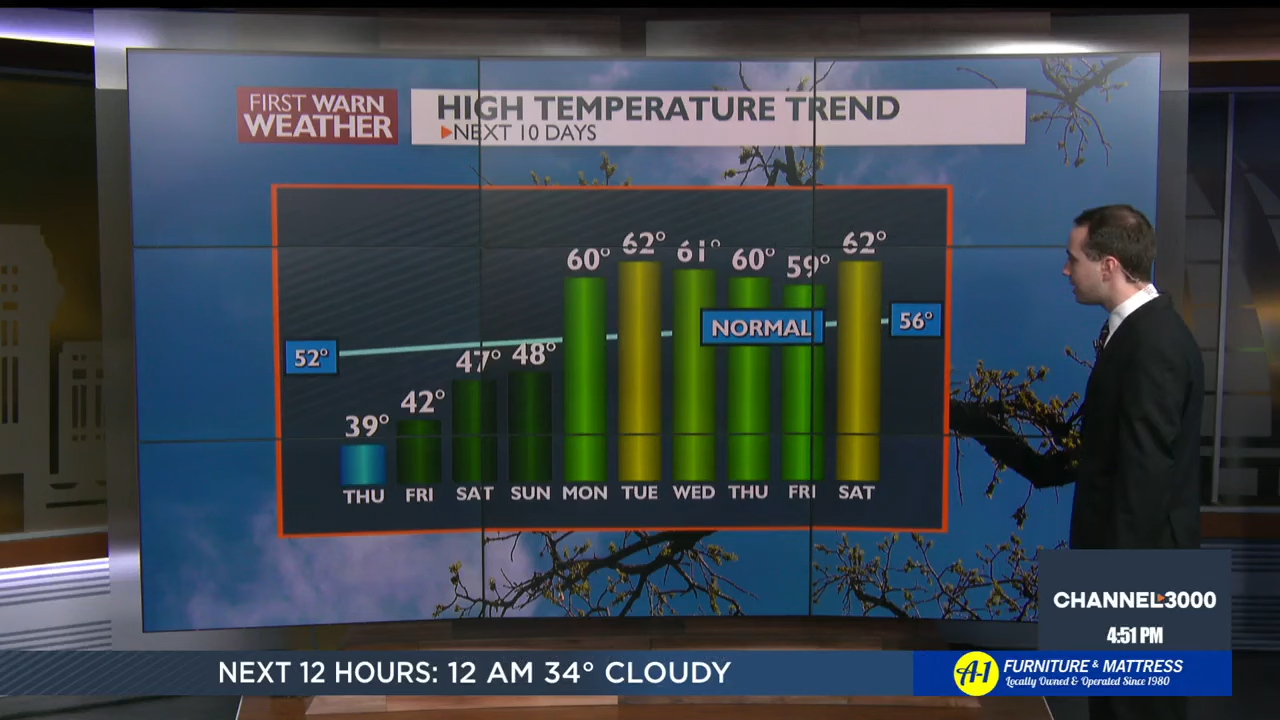 FIRST WARN
WEATHER
HIGH TEMPERATURE TREND
NEXT 10 DAYS
60° 62° 61° 60° 59° 62°
NORMAL
56°
52°
47° 48°
42°
39°
THU FRI SAT SUN MON TUE WED THU FRI SAT
CHANNEL3000
4:51 PM
NEXT 12 HOURS: 12 AM 34° CLOUDY
A-1
FURNITURE & MATTRESS
Locally Owned & Operated Since 1980